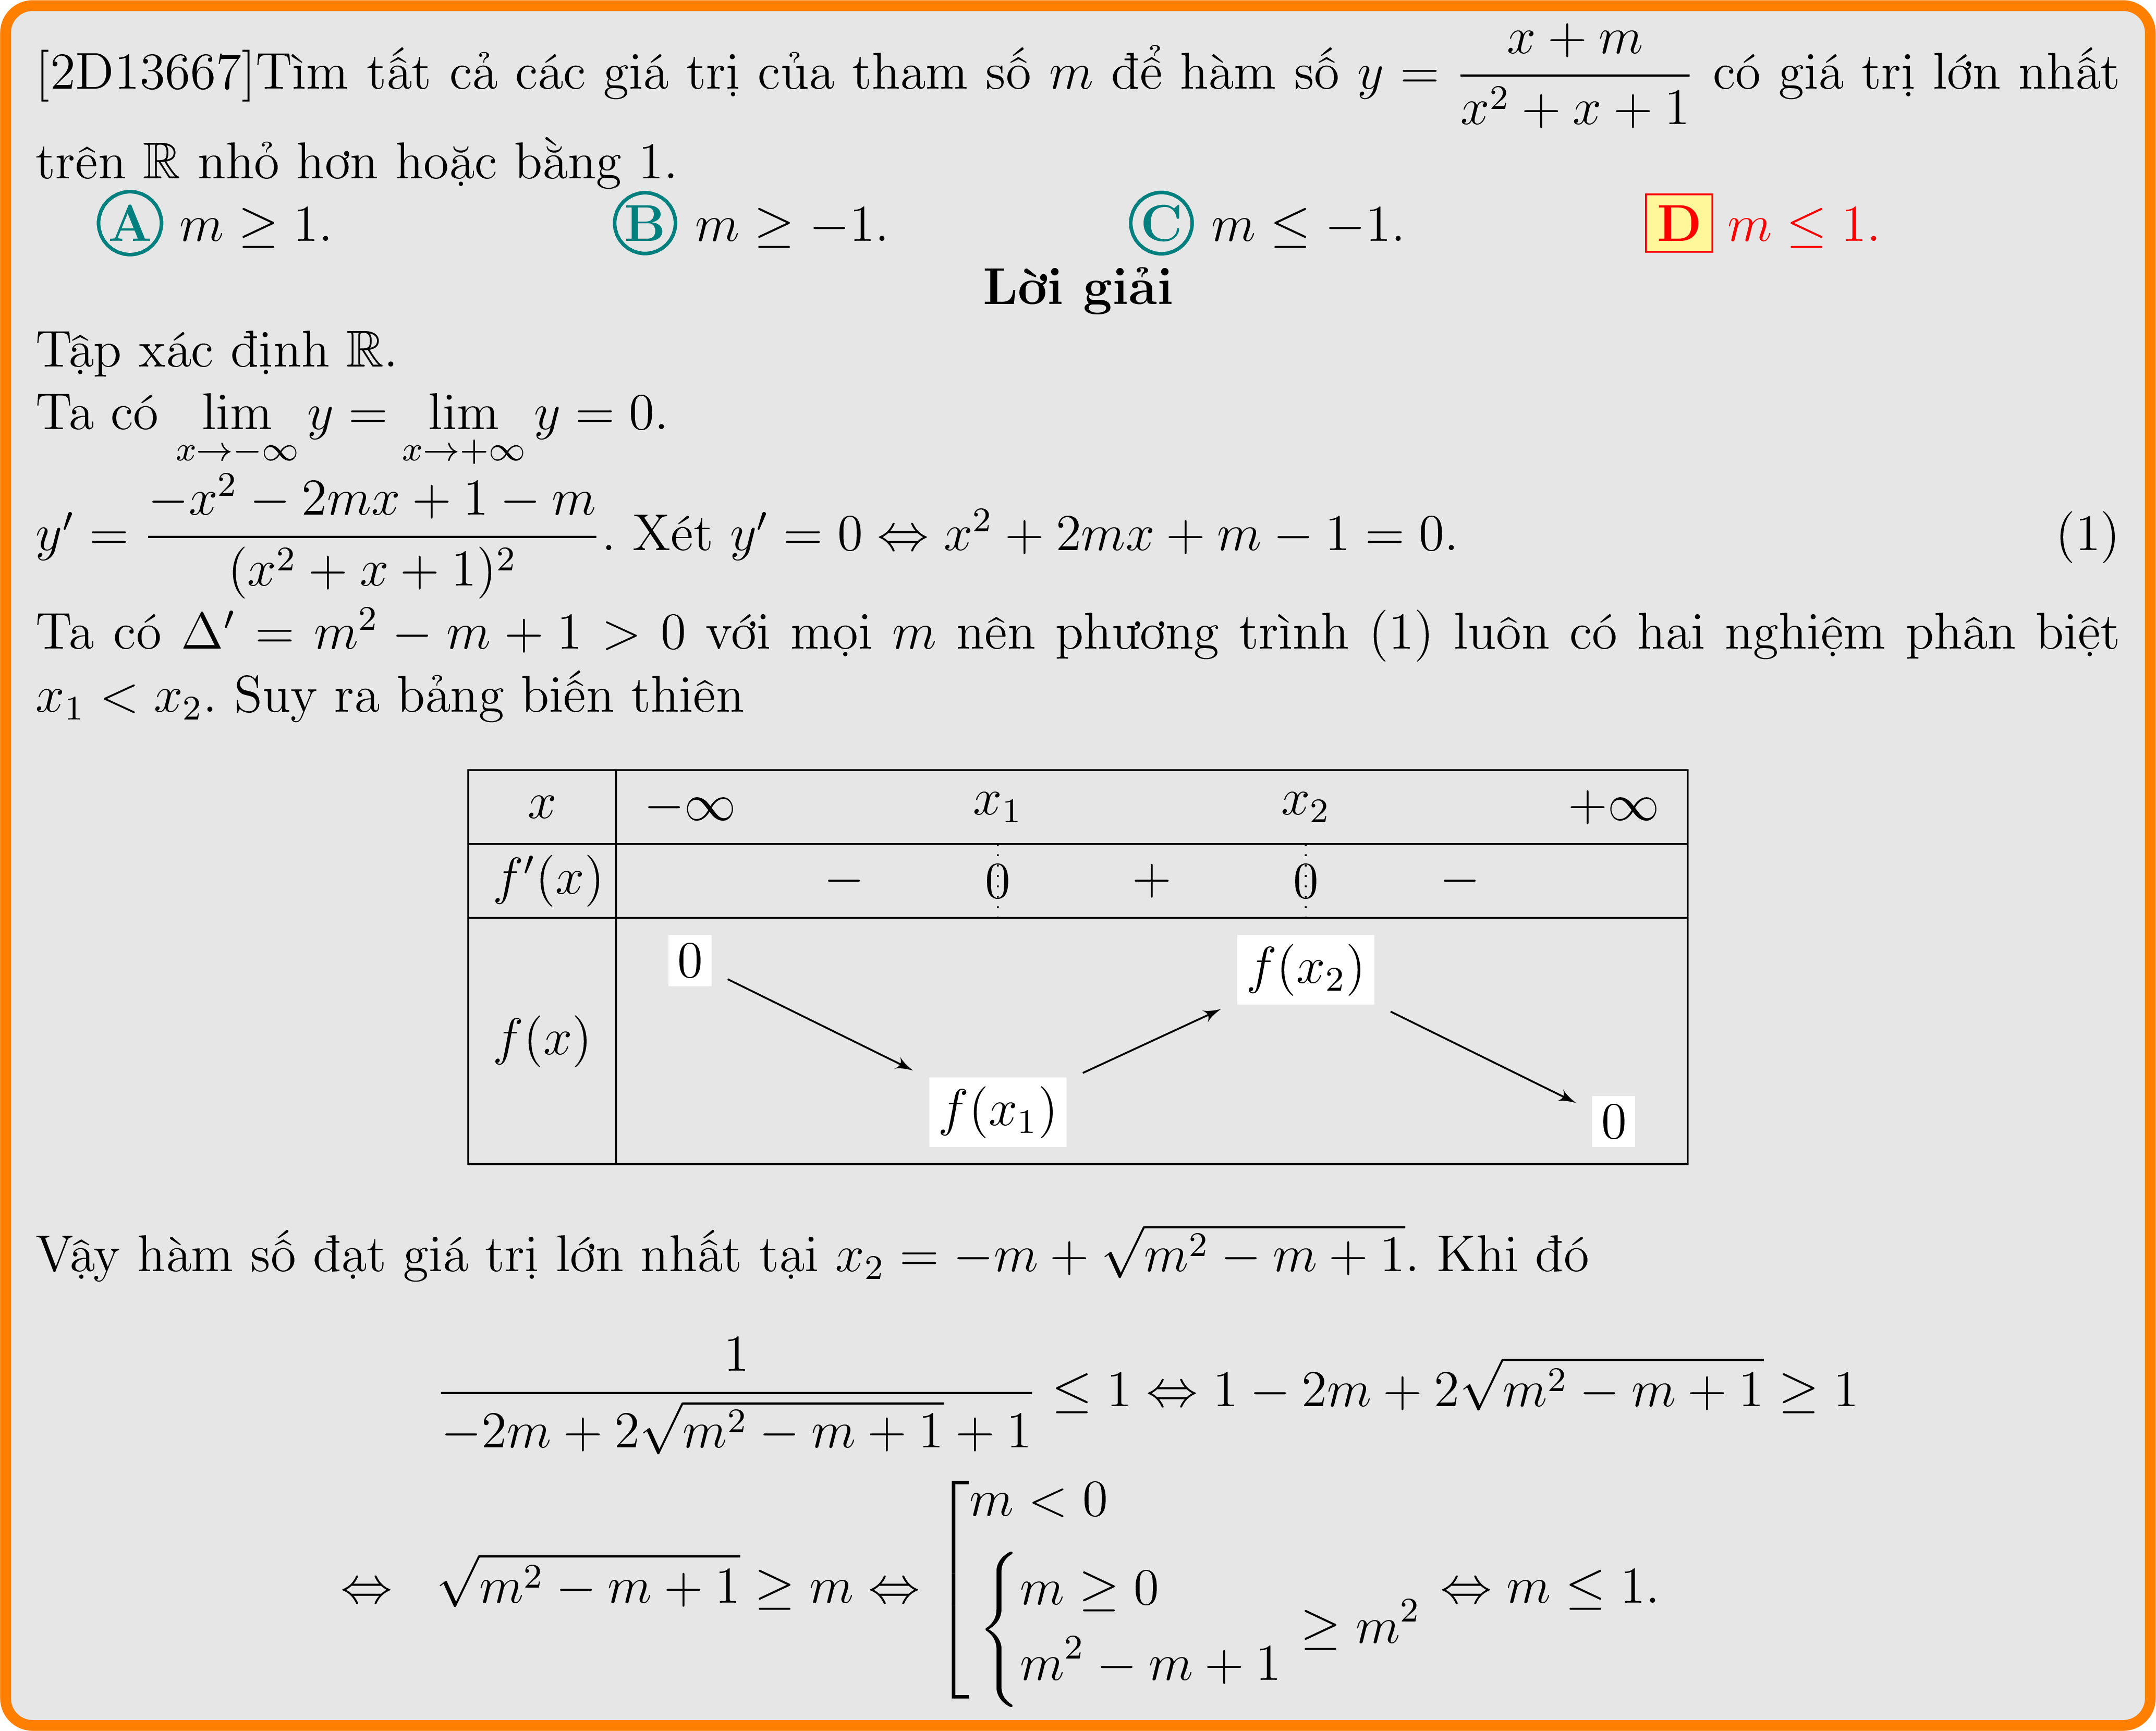 [2D13667]Tìm tất cả các giá trị của tham số $m$ để hàm số $y = \dfrac{x+m}{x^2+x+1}$ có giá trị lớn nhất
trên ℝ nhỏ hơn hoặc bằng 1.
A $m \geq 1$. B $m \geq -1$. C $m \leq -1$. D $m \leq 1$.
Lời giải
Tập xác định ℝ.
Ta có $\lim\limits_{x \to -\infty} y = \lim\limits_{x \to +\infty} y = 0$.
$y' = \dfrac{-x^2 - 2mx + 1 - m}{(x^2+x+1)^2}$. Xét $y' = 0 \Leftrightarrow x^2 + 2mx + m - 1 = 0$. (1)
Ta có $\Delta' = m^2 - m + 1 > 0$ với mọi $m$ nên phương trình (1) luôn có hai nghiệm phân biệt
$x_1 < x_2$. Suy ra bảng biến thiên
$x$ $-\infty$ $x_1$ $x_2$ $+\infty$
$f'(x)$ $-$ 0 $+$ 0 $-$
0 $f(x_2)$
$f(x)$
$f(x_1)$ 0
Vậy hàm số đạt giá trị lớn nhất tại $x_2 = -m + \sqrt{m^2 - m + 1}$. Khi đó
$\dfrac{1}{-2m + 2\sqrt{m^2 - m + 1} + 1} \leq 1 \Leftrightarrow 1 - 2m + 2\sqrt{m^2 - m + 1} \geq 1$
$\Leftrightarrow \sqrt{m^2 - m + 1} \geq m \Leftrightarrow \left[\begin{array}{l} m < 0 \\ \left\{\begin{array}{l} m \geq 0 \\ m^2 - m + 1 \end{array}\right. \geq m^2 \end{array}\right. \Leftrightarrow m \leq 1.$